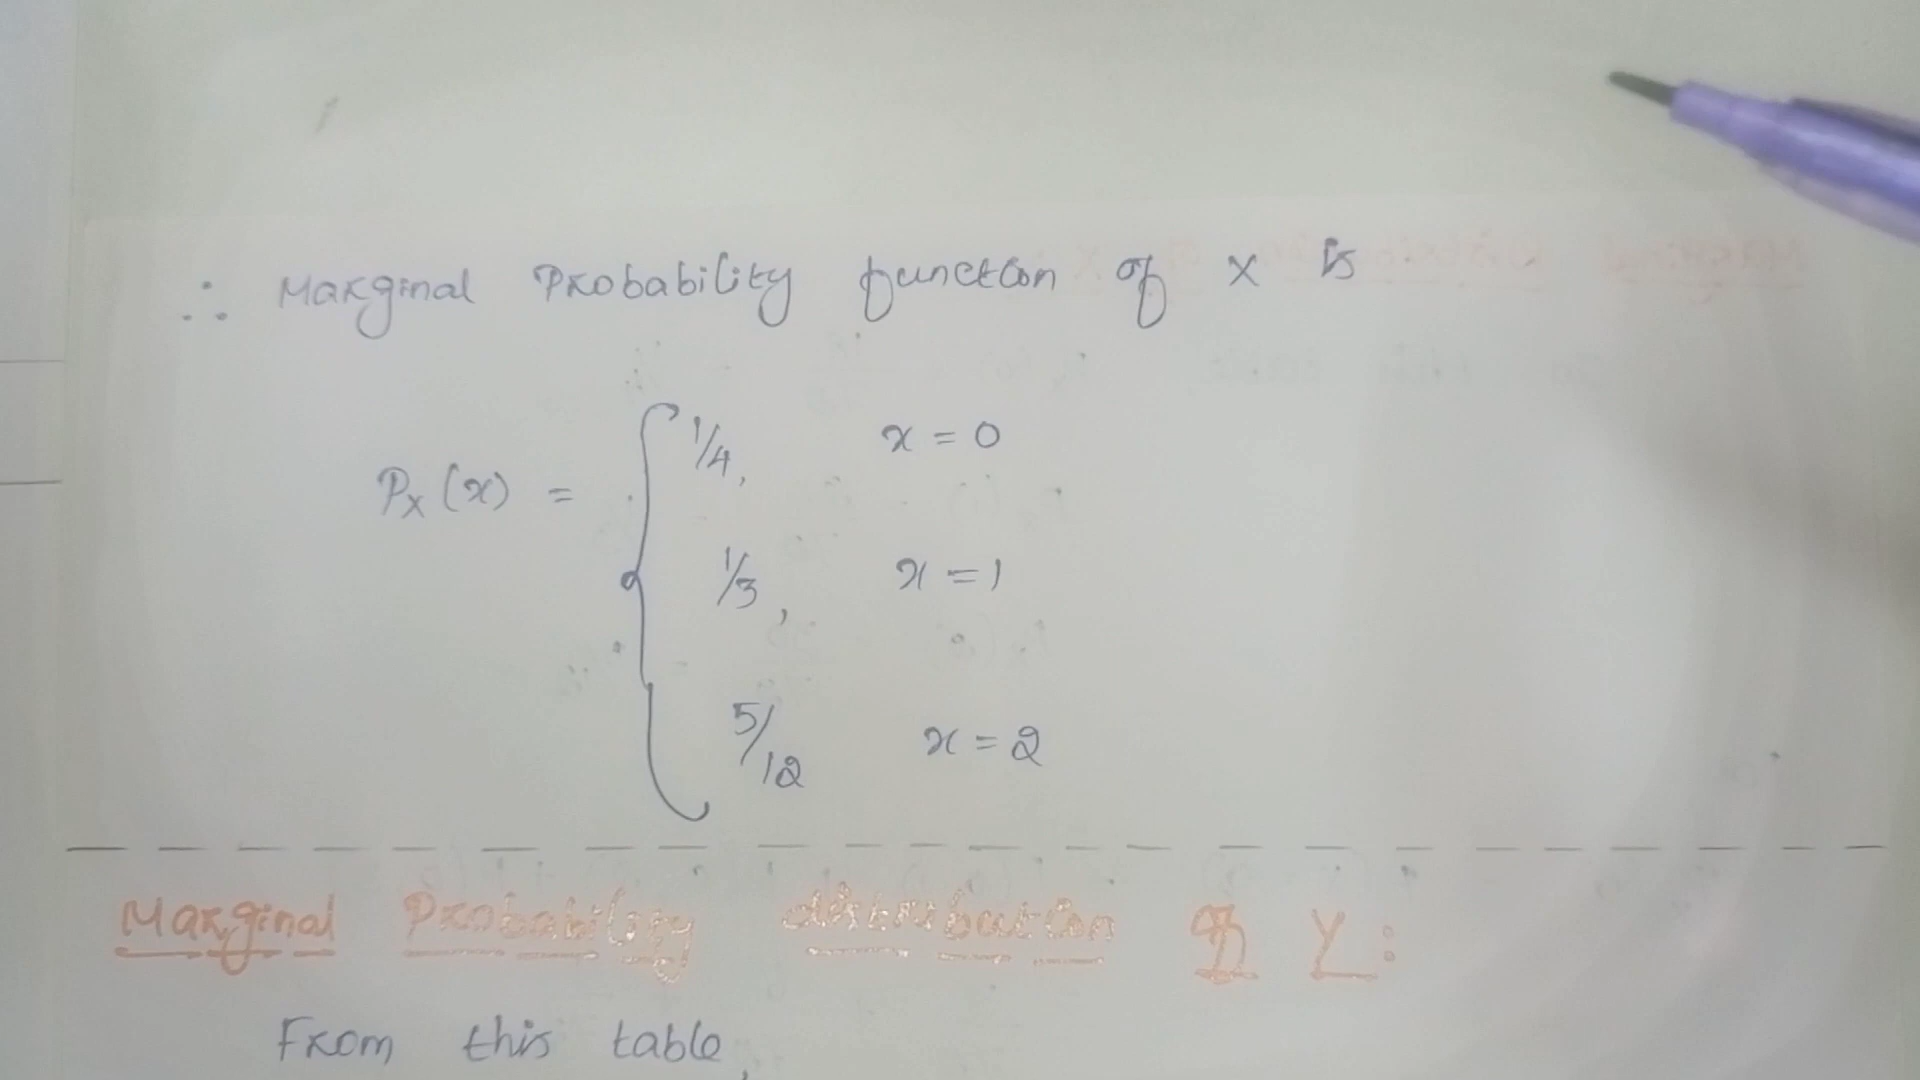 ∴ Marginal Probability function of X is
1/4, x = 0
P_X (x) =
1/3, x = 1
5/12 x = 2
Marginal Probability distribution of Y:
From this table,